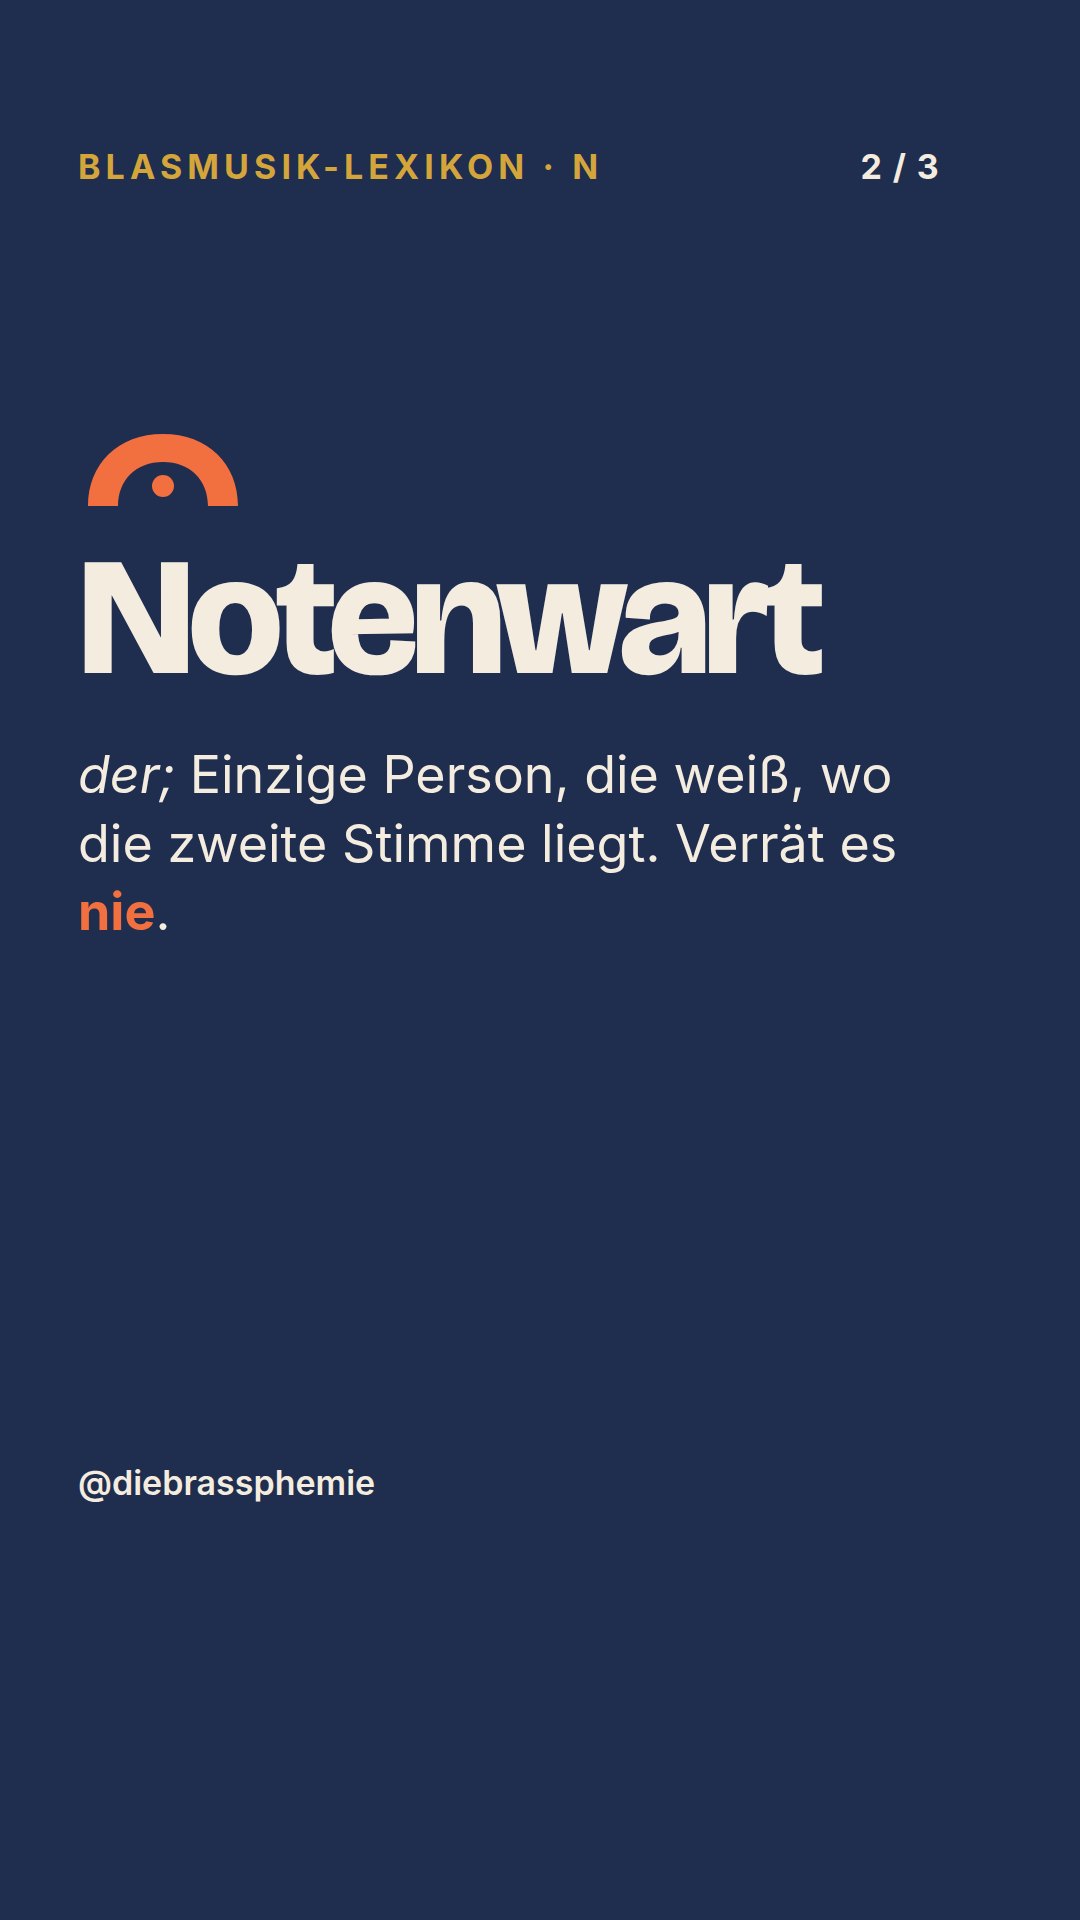 BLASMUSIK-LEXIKON · N
2 / 3
Notenwart
der; Einzige Person, die weiß, wo
die zweite Stimme liegt. Verrät es
nie.
@diebrassphemie